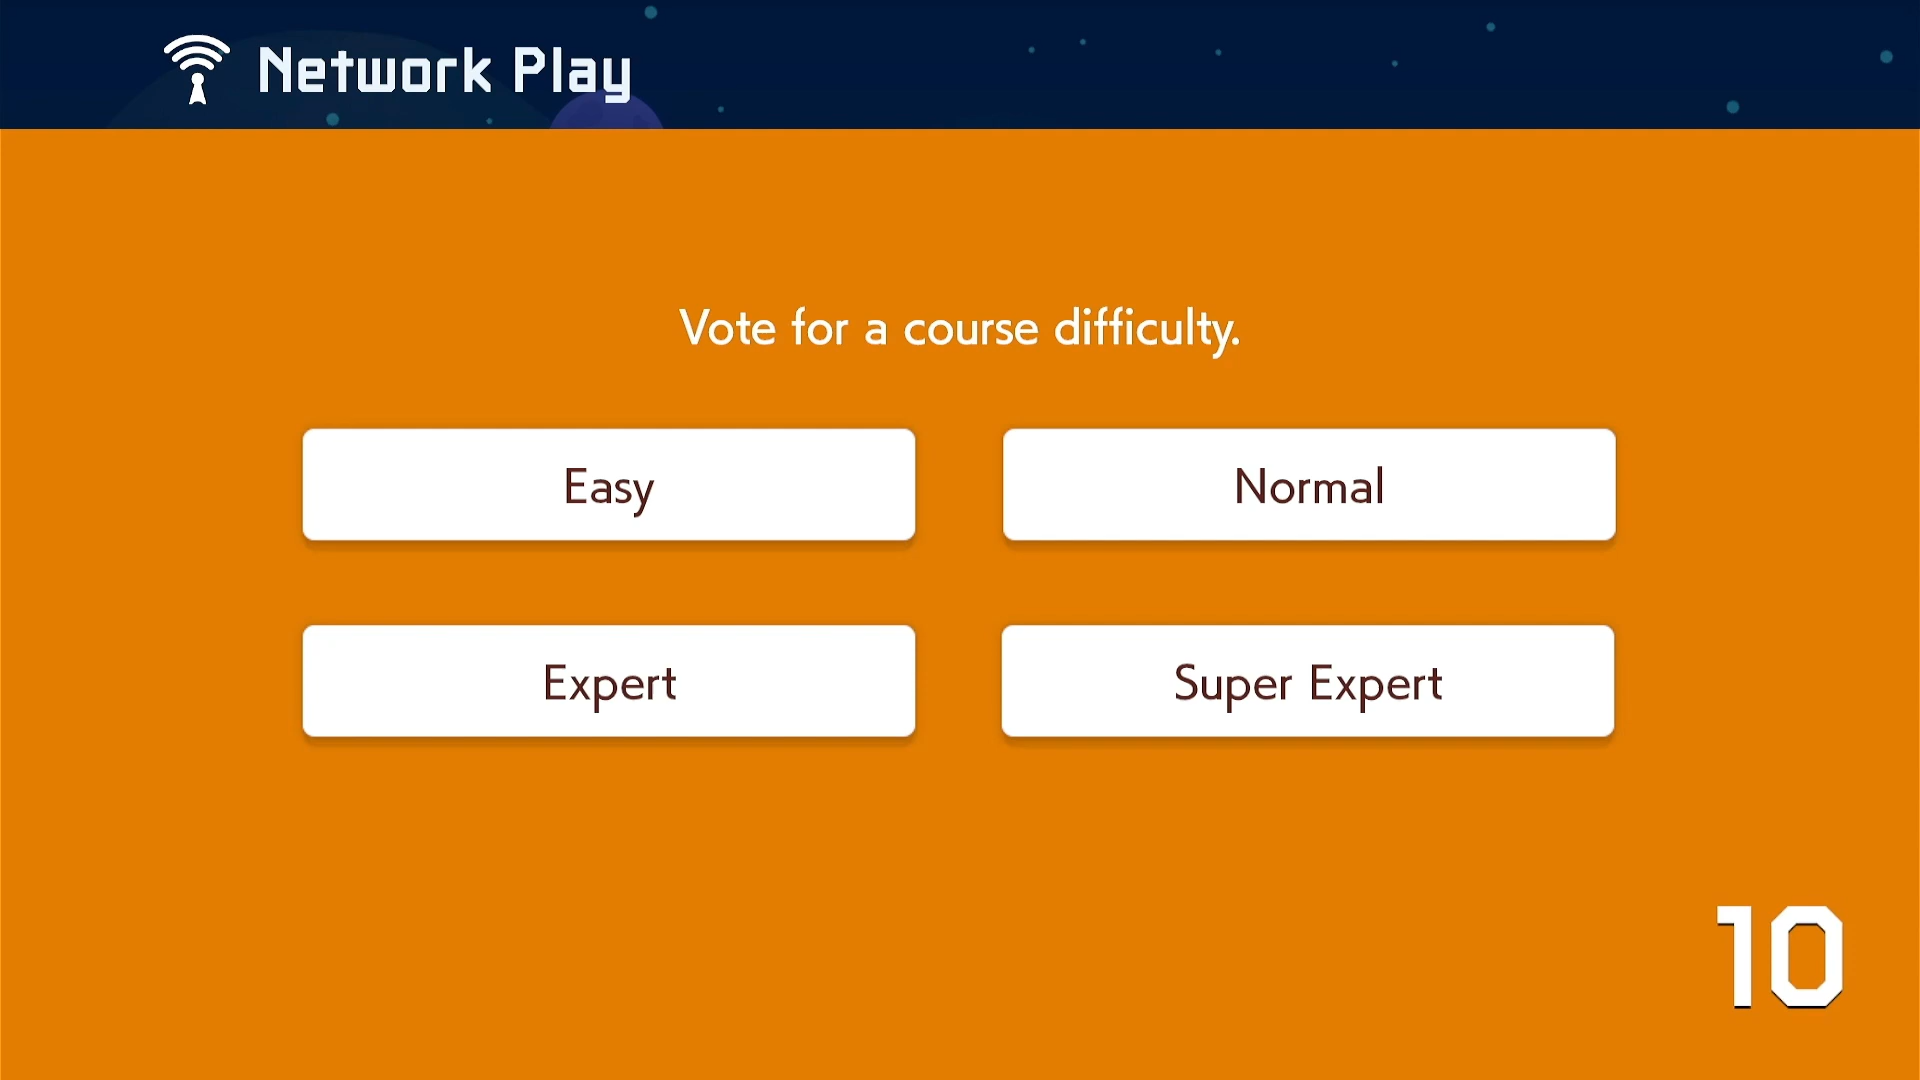 Network Play
Vote for a course difficulty.
Easy
Normal
Expert
Super Expert
10